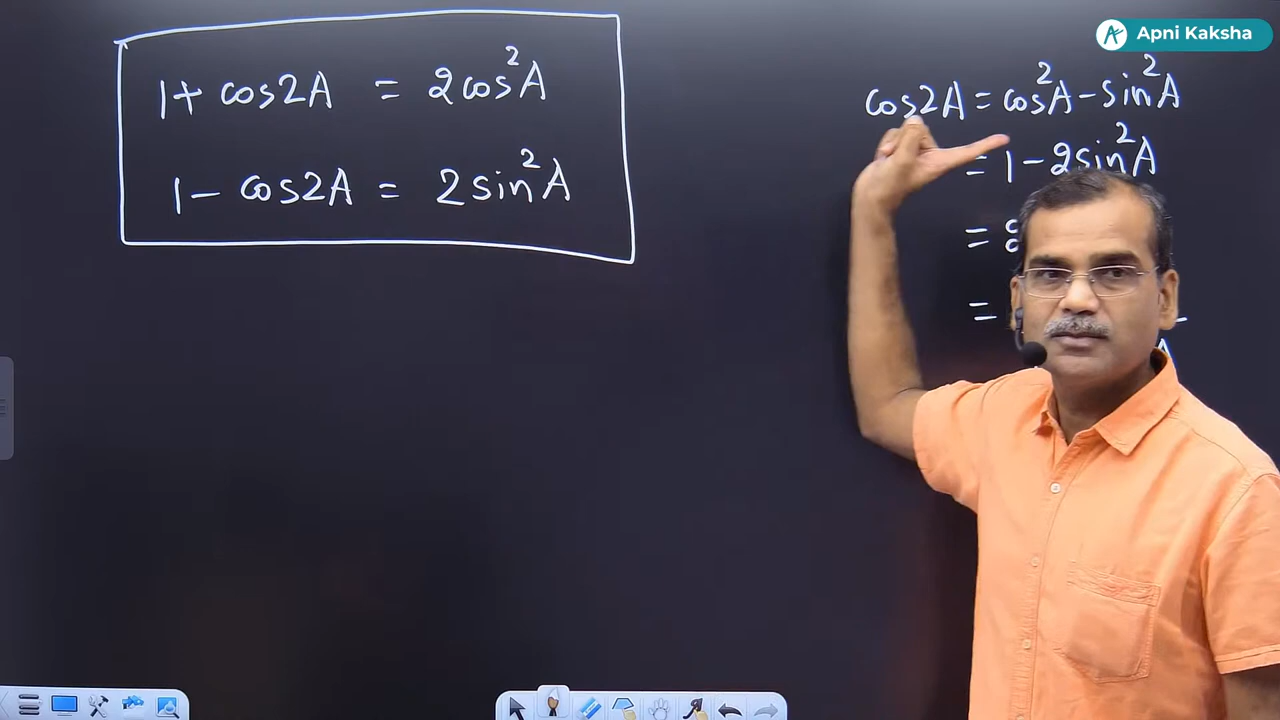 1 + cos2A = 2cos²A
1 - cos2A = 2sin²A
Apni Kaksha
cos2A = cos²A - sin²A
= 1 - 2sin²A
=
=